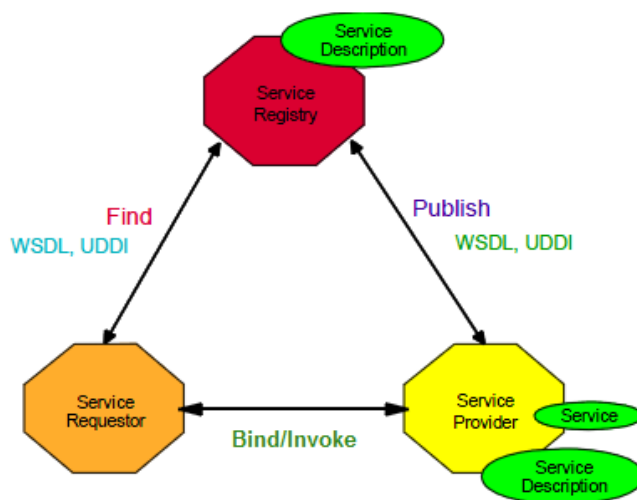 Service
Description
Service
Registry
Find
Publish
WSDL, UDDI
WSDL, UDDI
Service
Requestor
Bind/Invoke
Service
Provider
Service
Service
Description